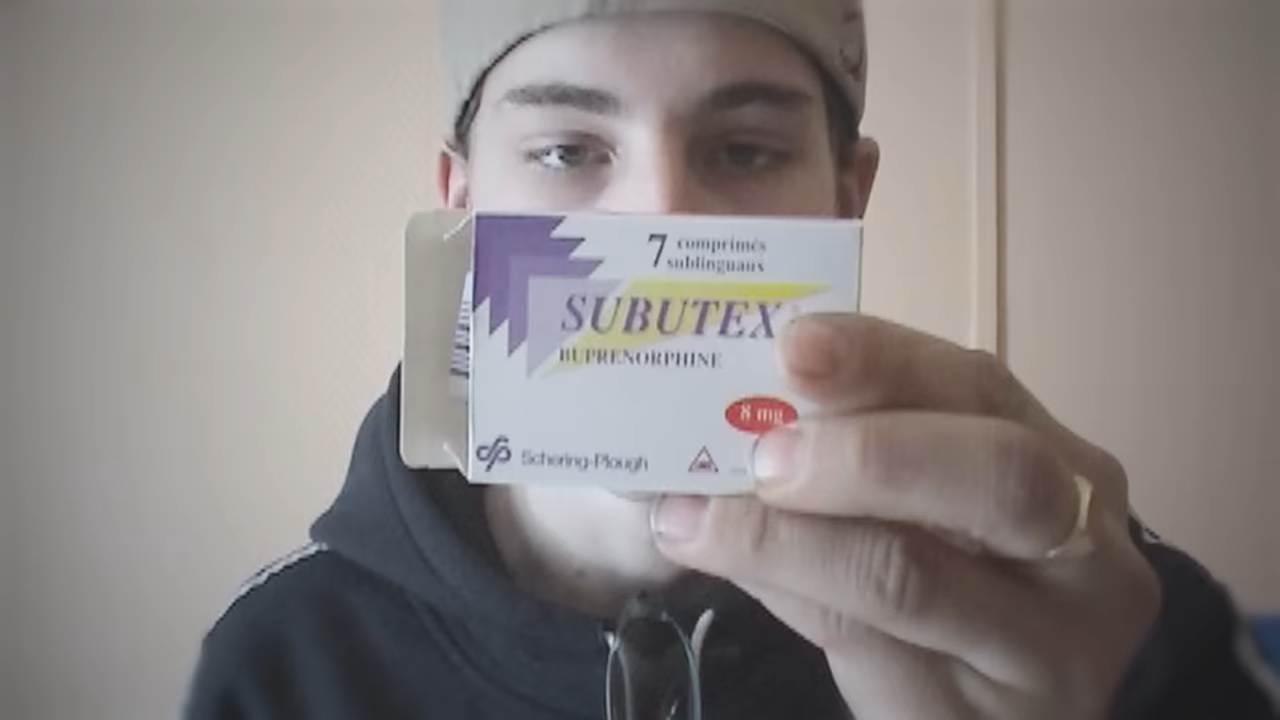 7 comprimés
sublinguaux
SUBUTEX
BUPRENORPHINE
8 mg
Schering-Plough